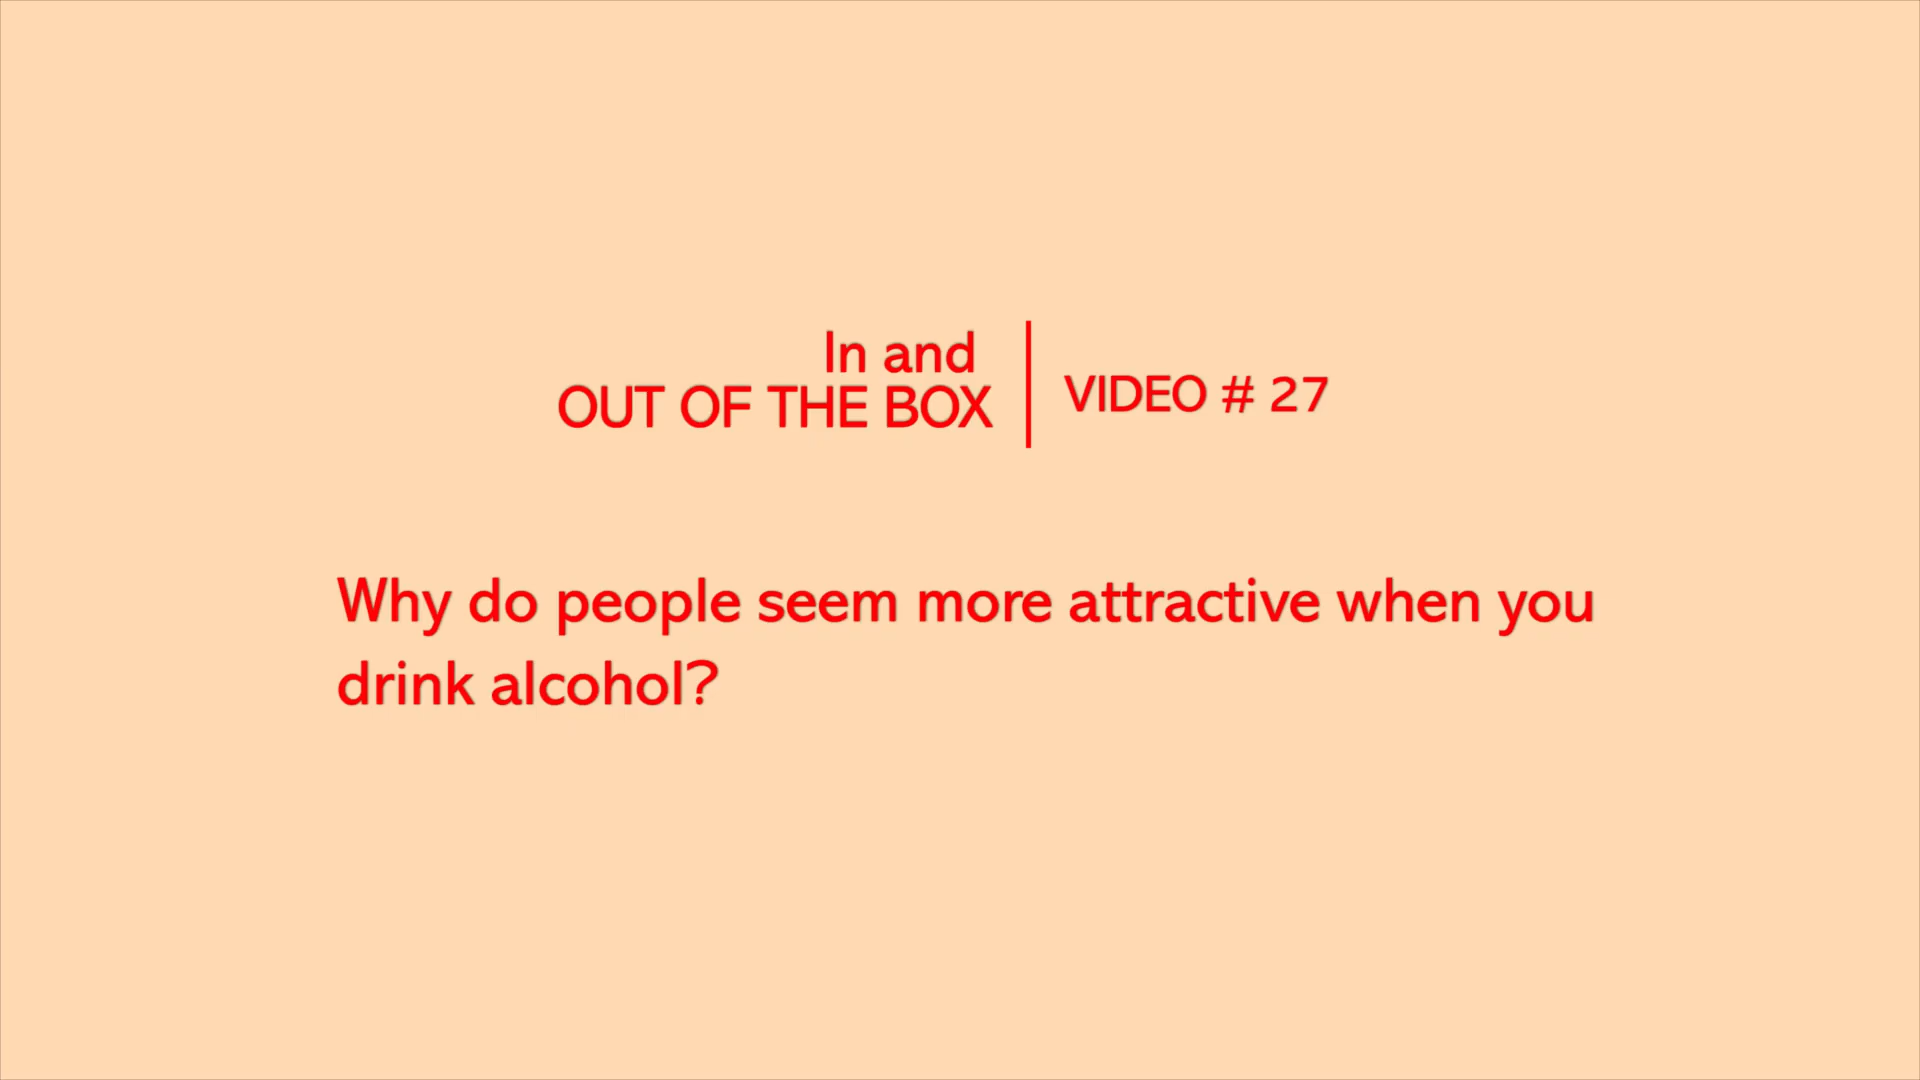 In and
OUT OF THE BOX
VIDEO # 27
Why do people seem more attractive when you
drink alcohol?